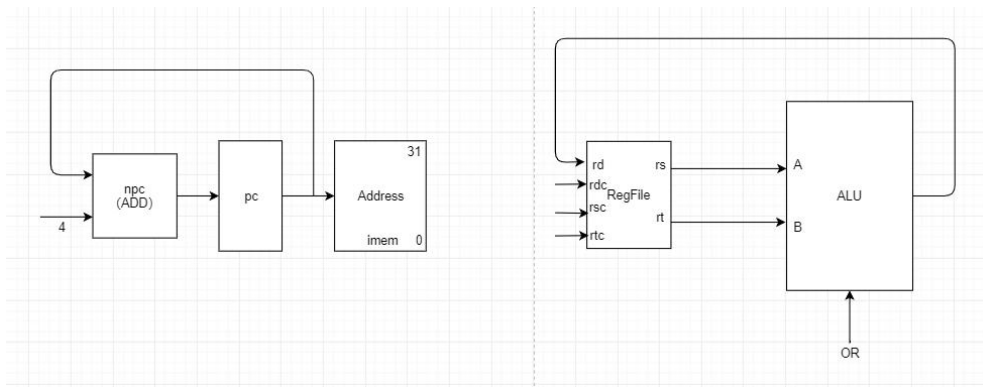 npc
(ADD)
4
pc
31
Address
imem 0
rd
rdc
rsc
rtc
RegFile
rs
rt
A
B
ALU
OR